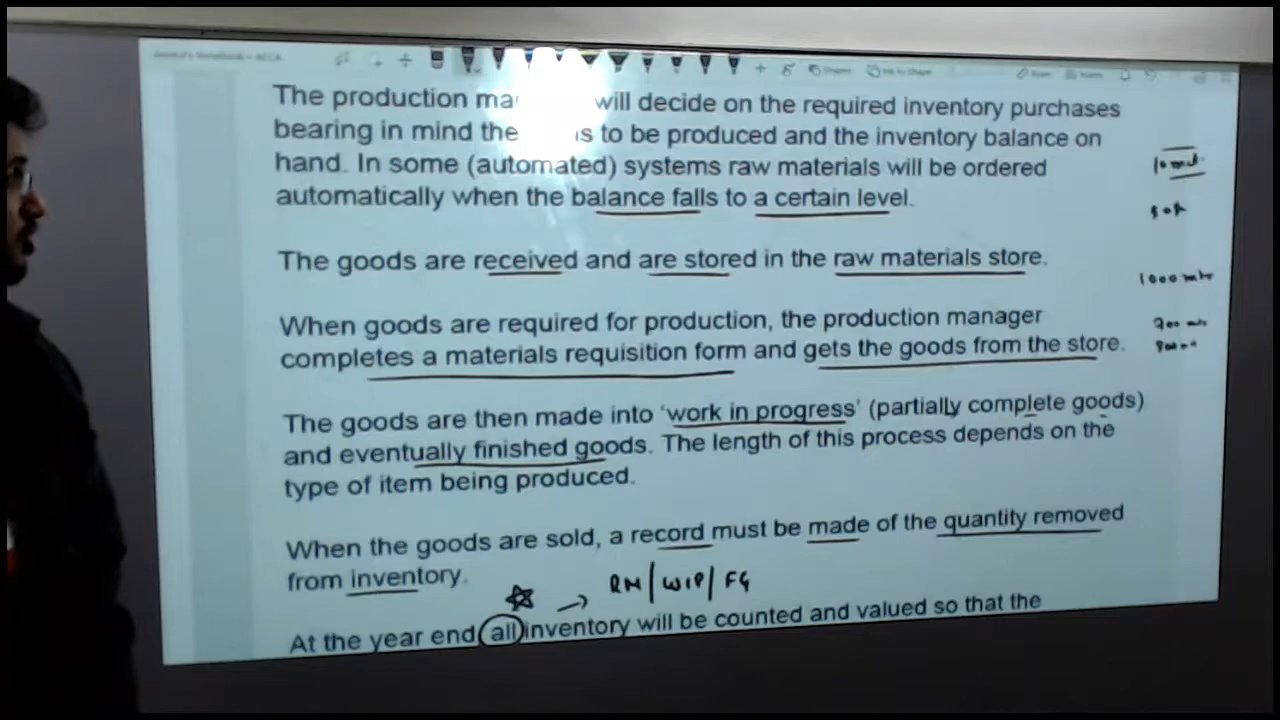 The production ma will decide on the required inventory purchases
bearing in mind the to be produced and the inventory balance on
hand. In some (automated) systems raw materials will be ordered
automatically when the balance falls to a certain level.
The goods are received and are stored in the raw materials store.
1000 mtr
When goods are required for production, the production manager
completes a materials requisition form and gets the goods from the store.
The goods are then made into ‘work in progress’ (partially complete goods)
and eventually finished goods. The length of this process depends on the
type of item being produced.
When the goods are sold, a record must be made of the quantity removed
from inventory.
RM/WIP/FG
At the year end all inventory will be counted and valued so that the